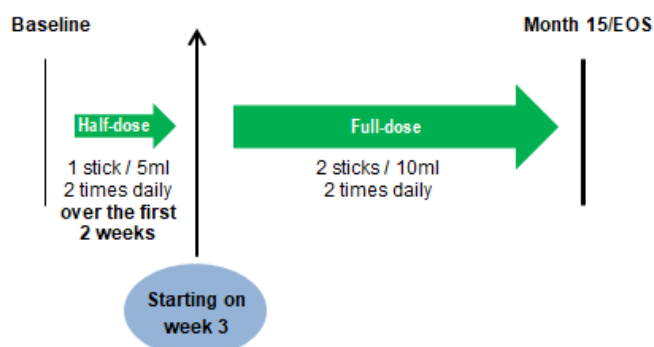 Baseline
Month 15/EOS
Half-dose
Full-dose
1 stick / 5ml
2 times daily
over the first
2 weeks
2 sticks / 10ml
2 times daily
Starting on
week 3